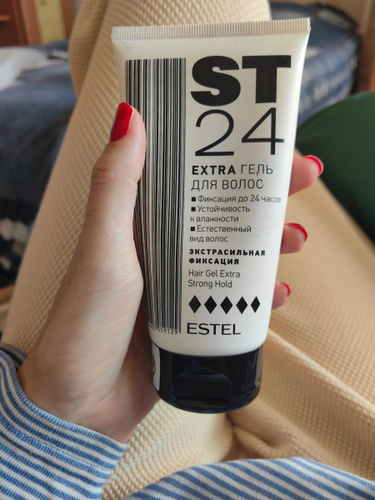 ST
24
EXTRA ГЕЛЬ
ДЛЯ ВОЛОС
■ Фиксация до 24 часов
■ Устойчивость
к влажности
■ Естественный
вид волос
ЭКСТРАСИЛЬНАЯ
ФИКСАЦИЯ
Hair Gel Extra
Strong Hold
ESTEL